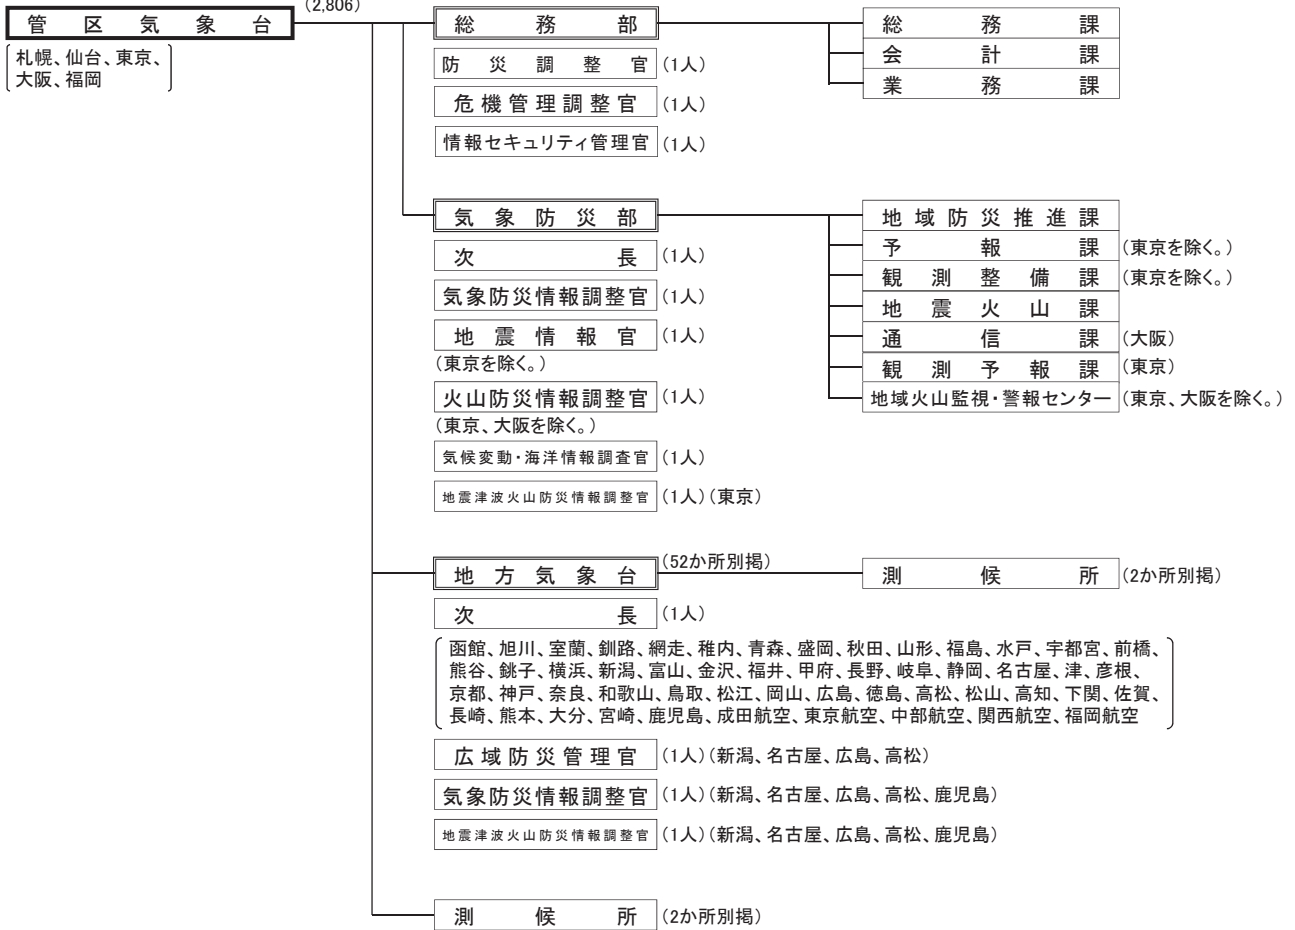 管区気象台 (2,806)
札幌、仙台、東京、
大阪、福岡
総務部
防災調整官 (1人)
危機管理調整官 (1人)
情報セキュリティ管理官 (1人)
総務課
会計課
業務課
気象防災部
次長 (1人)
気象防災情報調整官 (1人)
地震情報官 (1人)
(東京を除く。)
火山防災情報調整官 (1人)
(東京、大阪を除く。)
気候変動・海洋情報調査官 (1人)
地震津波火山防災情報調整官 (1人)(東京)
地域防災推進課
予報課 (東京を除く。)
観測整備課 (東京を除く。)
地震火山課
通信課 (大阪)
観測予報課 (東京)
地域火山監視・警報センター (東京、大阪を除く。)
地方気象台 (52か所別掲)
測候所 (2か所別掲)
次長 (1人)
函館、旭川、室蘭、釧路、網走、稚内、青森、盛岡、秋田、山形、福島、水戸、宇都宮、前橋、
熊谷、銚子、横浜、新潟、富山、金沢、福井、甲府、長野、岐阜、静岡、名古屋、津、彦根、
京都、神戸、奈良、和歌山、鳥取、松江、岡山、広島、徳島、高松、松山、高知、下関、佐賀、
長崎、熊本、大分、宮崎、鹿児島、成田航空、東京航空、中部航空、関西航空、福岡航空
広域防災管理官 (1人)(新潟、名古屋、広島、高松)
気象防災情報調整官 (1人)(新潟、名古屋、広島、高松、鹿児島)
地震津波火山防災情報調整官 (1人)(新潟、名古屋、広島、高松、鹿児島)
測候所 (2か所別掲)